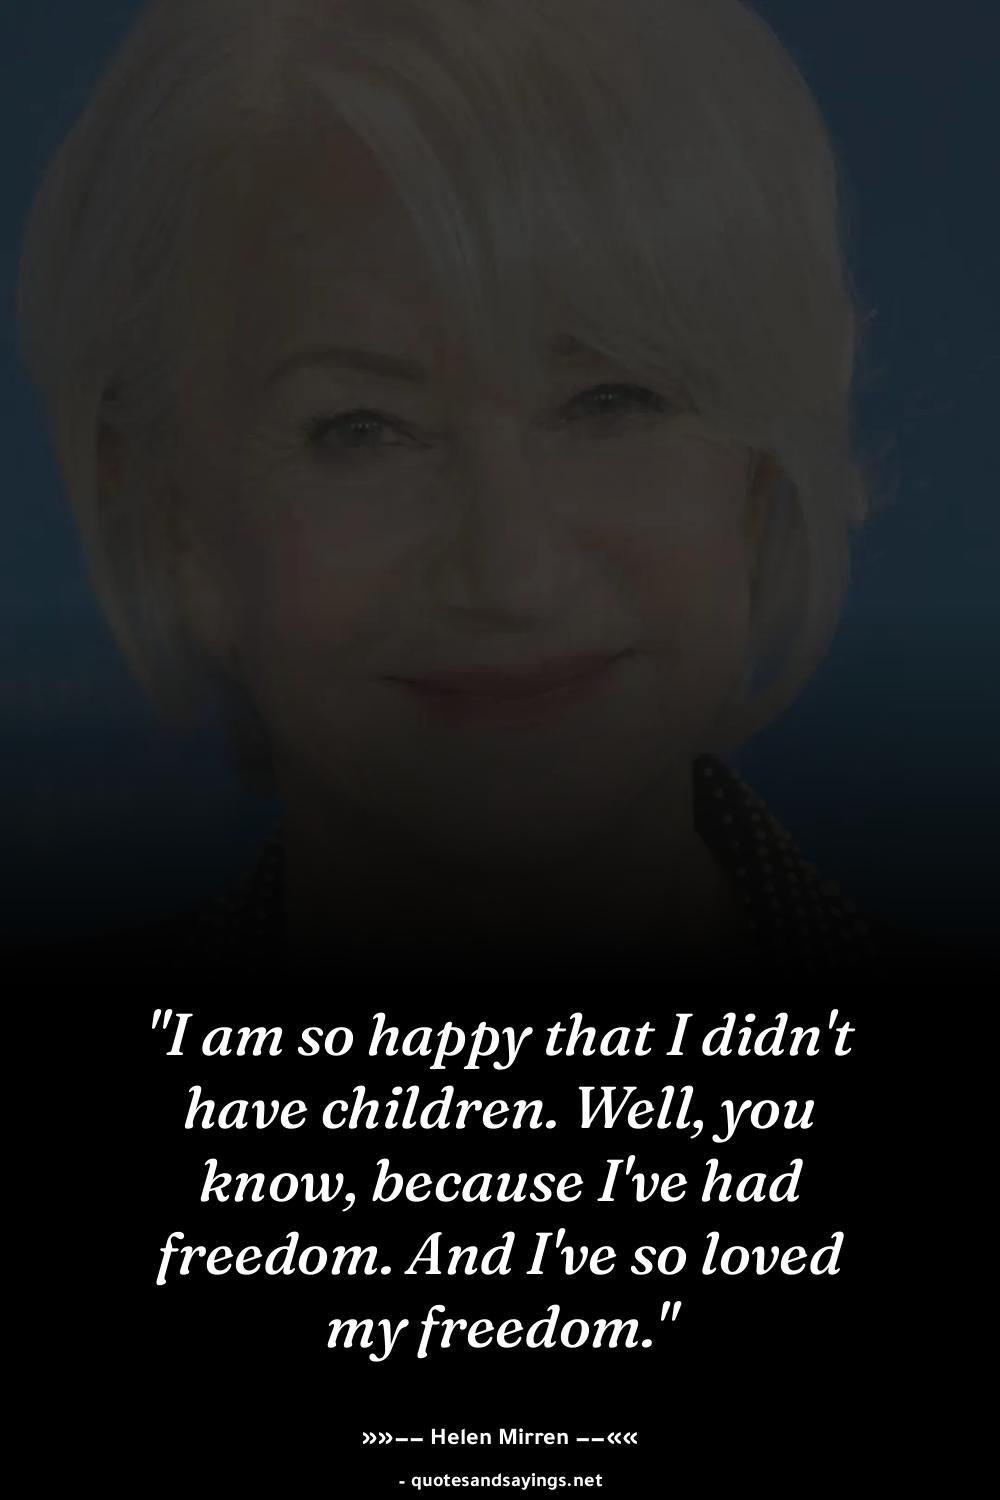 "I am so happy that I didn't
have children. Well, you
know, because I've had
freedom. And I've so loved
my freedom."
»»–– Helen Mirren ––««
- quotesandsayings.net